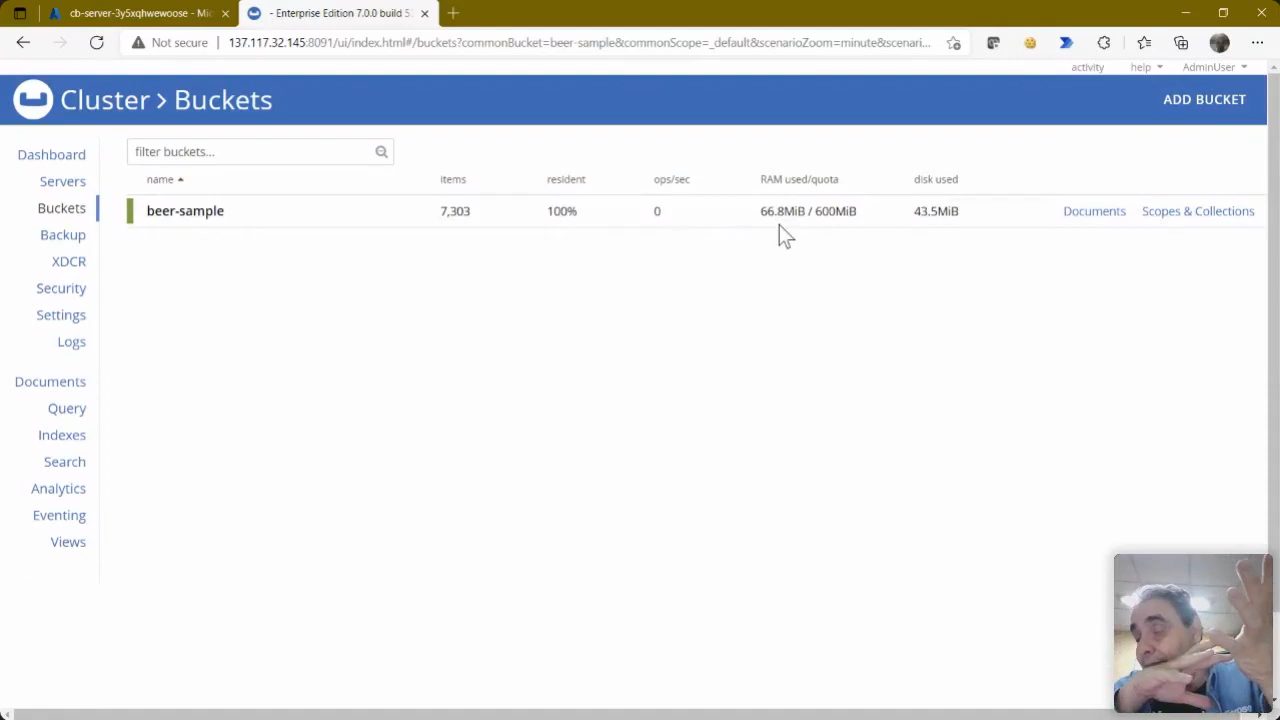 cb-server-3y5xqhwewoose - Mic
- Enterprise Edition 7.0.0 build 5
Not secure
137.117.32.145:8091/ui/index.html#/buckets?commonBucket=beer-sample&commonScope=_default&scenarioZoom=minute&scenari...
activity
help
AdminUser
Cluster > Buckets
ADD BUCKET
Dashboard
Servers
Buckets
Backup
XDCR
Security
Settings
Logs
Documents
Query
Indexes
Search
Analytics
Eventing
Views
filter buckets...
name items resident ops/sec RAM used/quota disk used
beer-sample 7,303 100% 0 66.8MiB / 600MiB 43.5MiB Documents Scopes & Collections